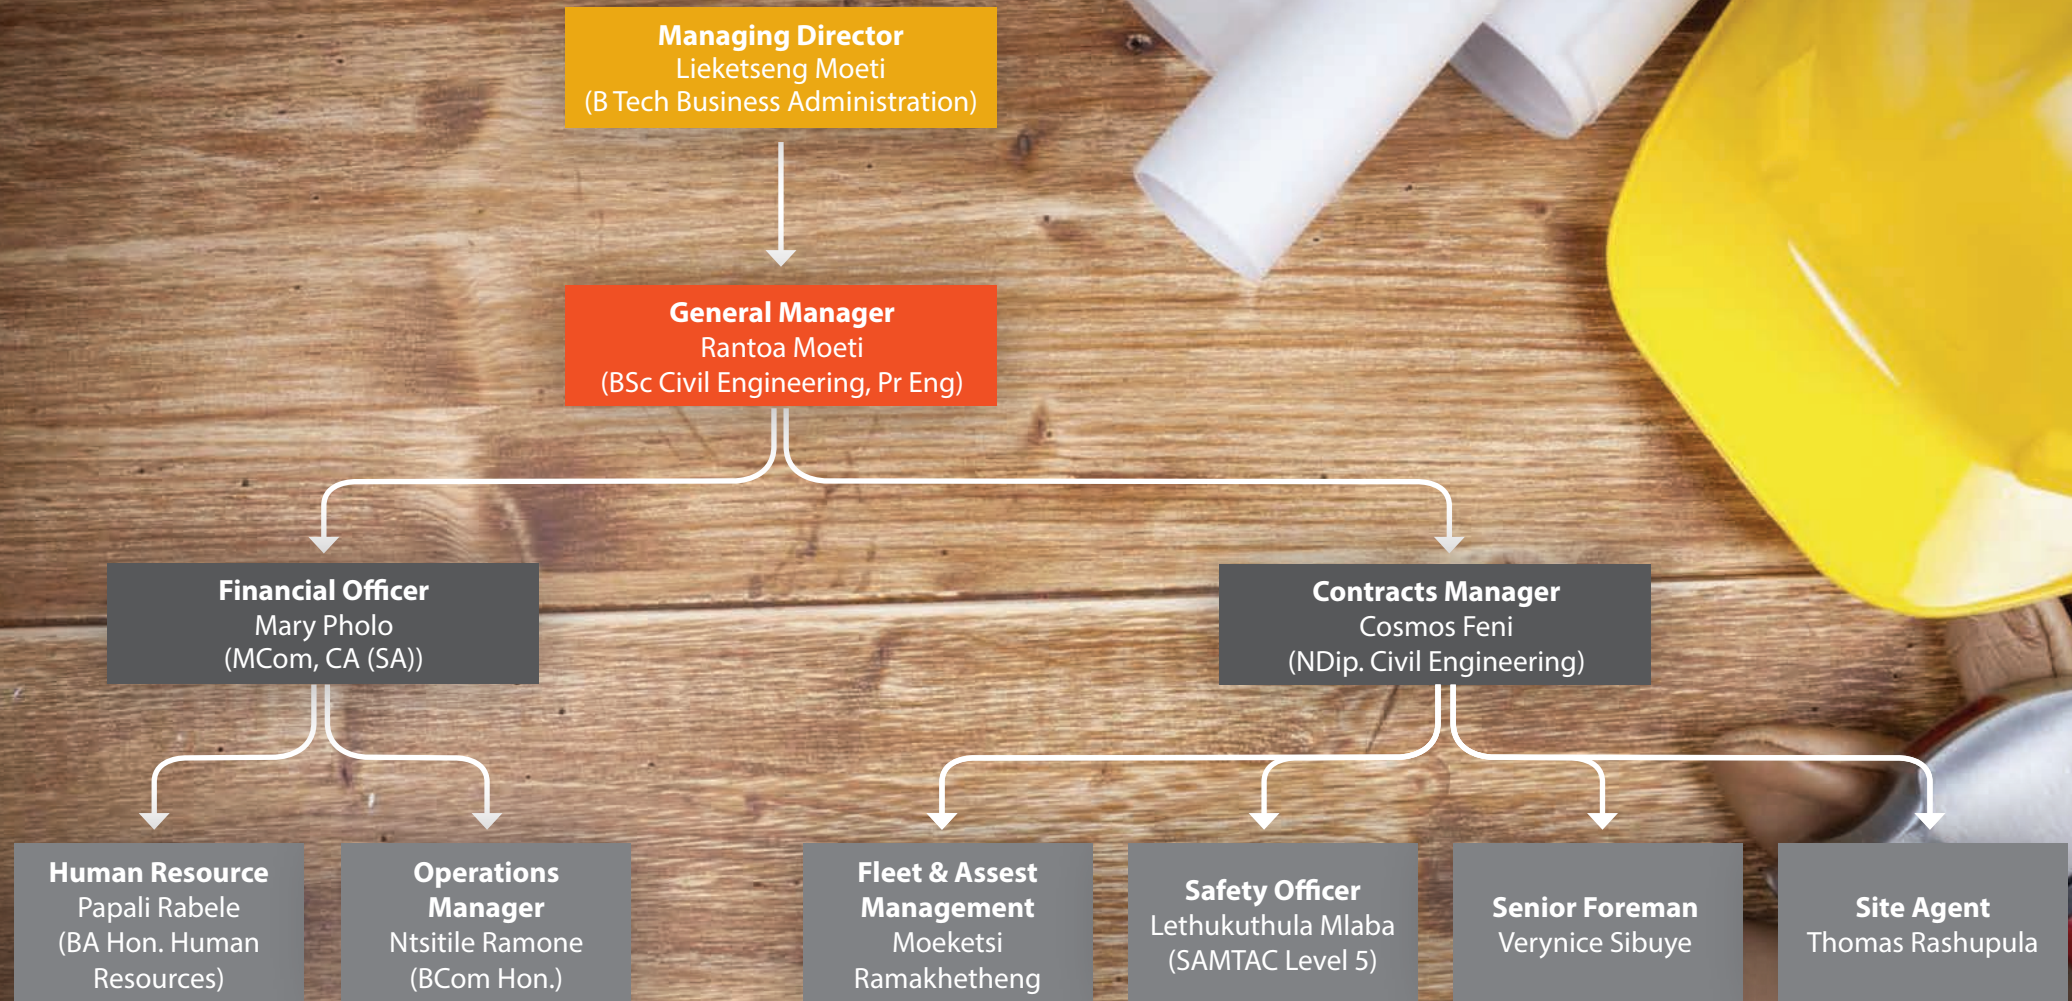 Managing Director
Lieketseng Moeti
(B Tech Business Administration)
General Manager
Rantoa Moeti
(BSc Civil Engineering, Pr Eng)
Financial Officer
Mary Pholo
(MCom, CA (SA))
Contracts Manager
Cosmos Feni
(NDip. Civil Engineering)
Human Resource
Papali Rabele
(BA Hon. Human
Resources)
Operations
Manager
Ntsitile Ramone
(BCom Hon.)
Fleet & Assest
Management
Moeketsi
Ramakhetheng
Safety Officer
Lethukuthula Mlaba
(SAMTAC Level 5)
Senior Foreman
Verynice Sibuye
Site Agent
Thomas Rashupula